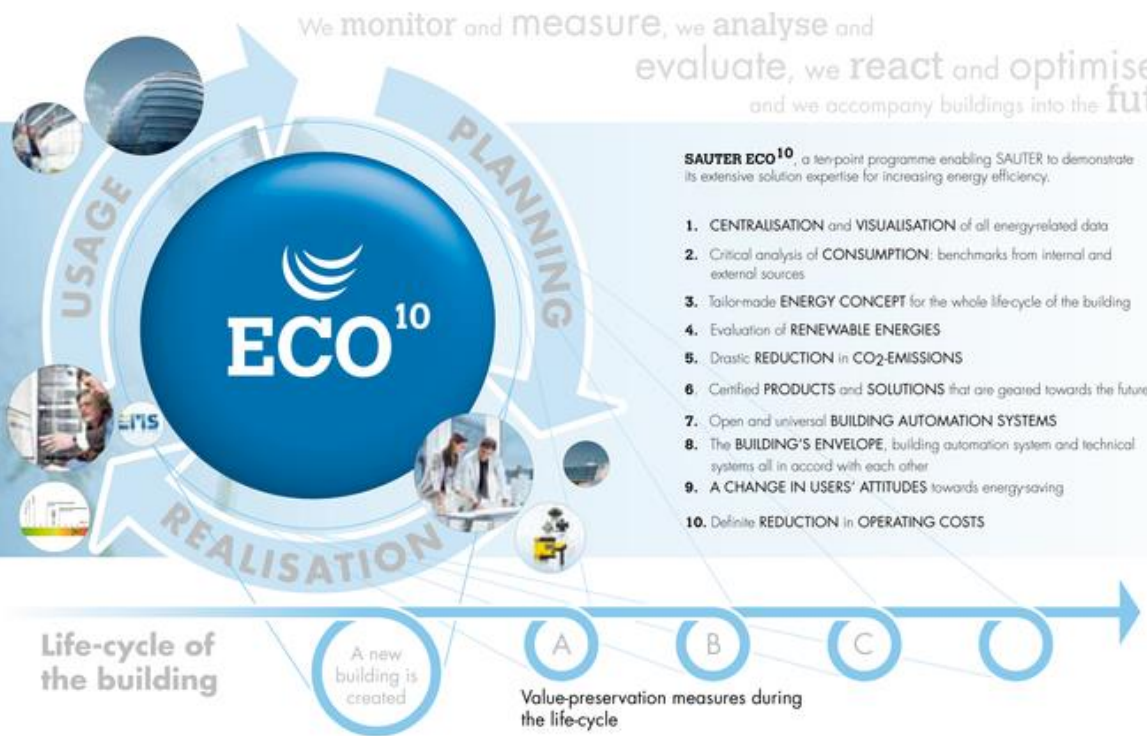 We monitor and measure, we analyse and
evaluate, we react and optimise
and we accompany buildings into the fut
USAGE
PLANNING
REALISATION
ECO10
EMS
SAUTER ECO10, a ten-point programme enabling SAUTER to demonstrate
its extensive solution expertise for increasing energy efficiency.
1. CENTRALISATION and VISUALISATION of all energy-related data
2. Critical analysis of CONSUMPTION: benchmarks from internal and
external sources
3. Tailor-made ENERGY CONCEPT for the whole life-cycle of the building
4. Evaluation of RENEWABLE ENERGIES
5. Drastic REDUCTION in CO2-EMISSIONS
6. Certified PRODUCTS and SOLUTIONS that are geared towards the future
7. Open and universal BUILDING AUTOMATION SYSTEMS
8. The BUILDING'S ENVELOPE, building automation system and technical
systems all in accord with each other
9. A CHANGE IN USERS' ATTITUDES towards energy-saving
10. Definite REDUCTION in OPERATING COSTS
Life-cycle of
the building
A new
building is
created
A
B
C
Value-preservation measures during
the life-cycle